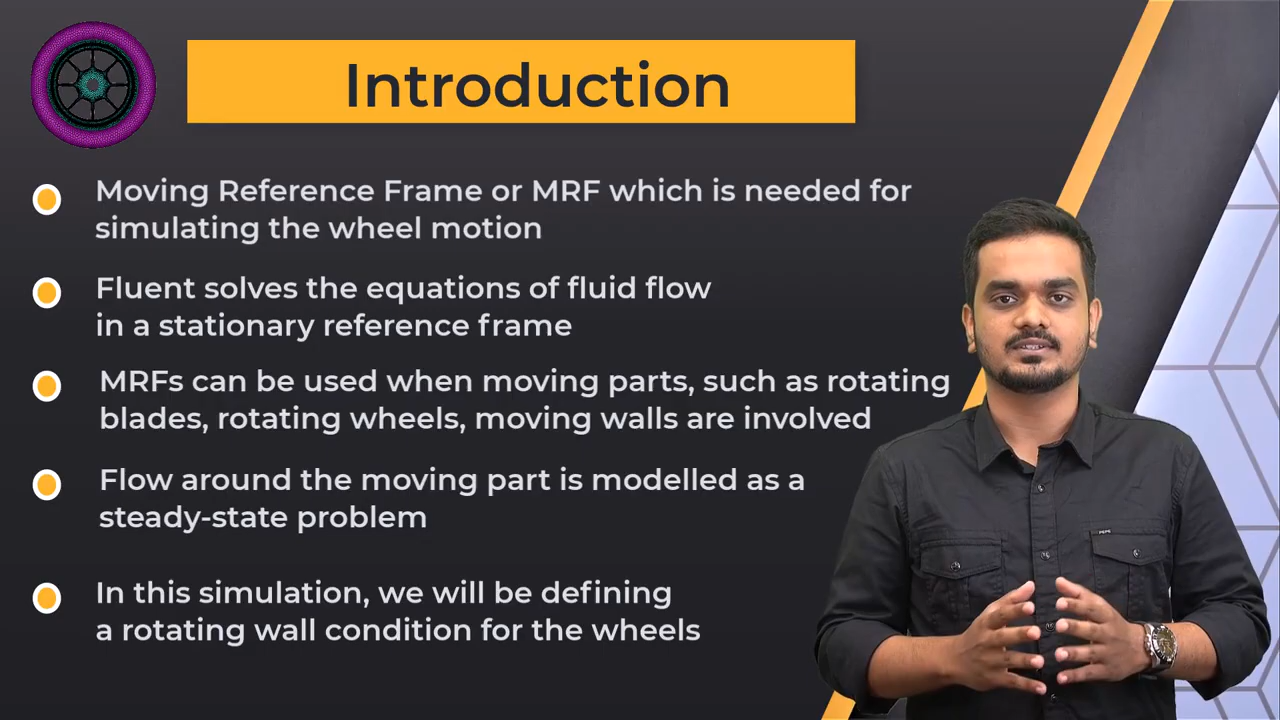 Introduction
Moving Reference Frame or MRF which is needed for
simulating the wheel motion
Fluent solves the equations of fluid flow
in a stationary reference frame
MRFs can be used when moving parts, such as rotating
blades, rotating wheels, moving walls are involved
Flow around the moving part is modelled as a
steady-state problem
In this simulation, we will be defining
a rotating wall condition for the wheels